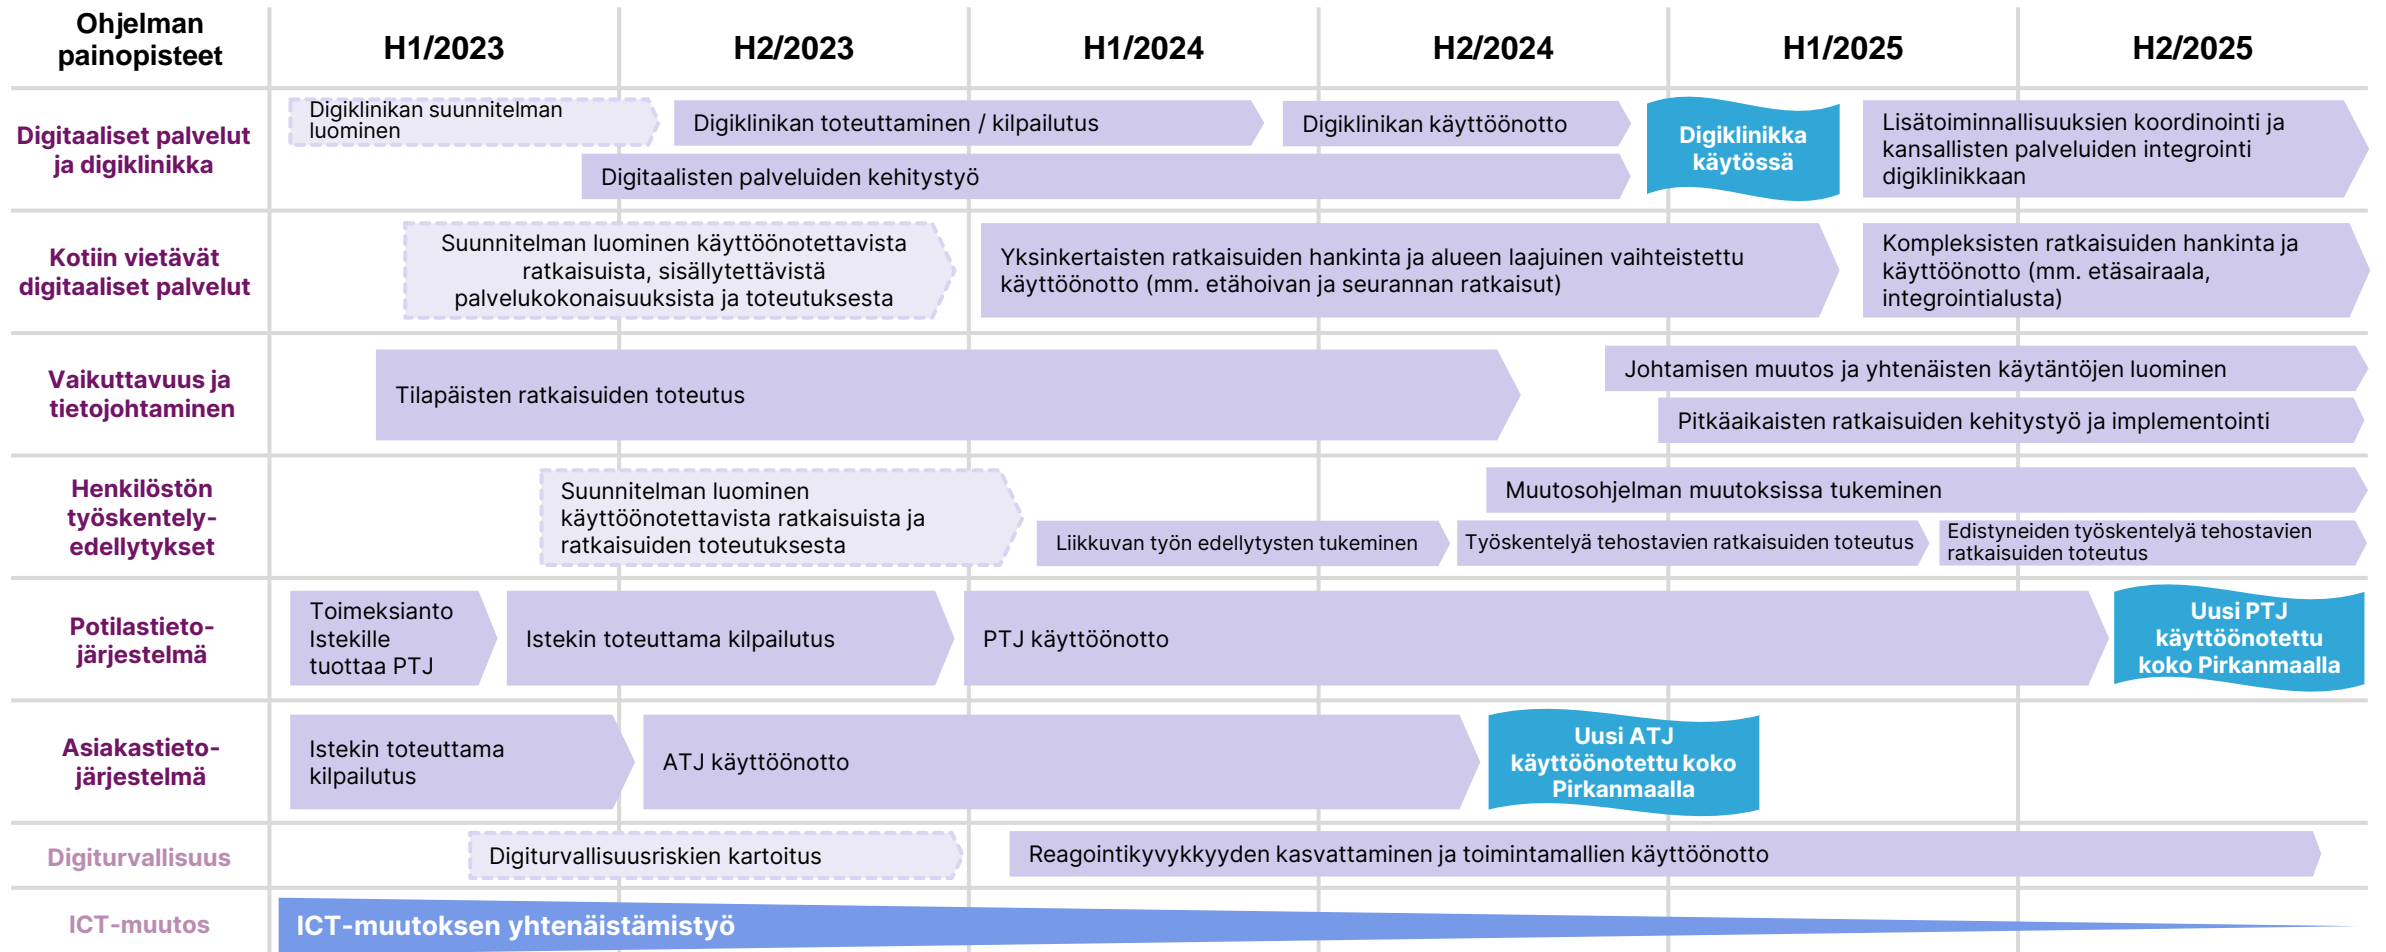 Ohjelman
painopisteet
H1/2023
H2/2023
H1/2024
H2/2024
H1/2025
H2/2025
Digitaaliset palvelut
ja digiklinikka
Digiklinikan suunnitelman
luominen
Digiklinikan toteuttaminen / kilpailutus
Digiklinikan käyttöönotto
Digitaalisten palveluiden kehitystyö
Digiklinikka
käytössä
Lisätoiminnallisuuksien koordinointi ja
kansallisten palveluiden integrointi
digiklinikkaan
Kotiin vietävät
digitaaliset palvelut
Suunnitelman luominen käyttöönotettavista
ratkaisuista, sisällytettävistä
palvelukokonaisuuksista ja toteutuksesta
Yksinkertaisten ratkaisuiden hankinta ja alueen laajuinen vaihteistettu
käyttöönotto (mm. etähoivan ja seurannan ratkaisut)
Kompleksisten ratkaisuiden hankinta ja
käyttöönotto (mm. etäsairaala,
integrointialusta)
Vaikuttavuus ja
tietojohtaminen
Tilapäisten ratkaisuiden toteutus
Johtamisen muutos ja yhtenäisten käytäntöjen luominen
Pitkäaikaisten ratkaisuiden kehitystyö ja implementointi
Henkilöstön
työskentely-
edellytykset
Suunnitelman luominen
käyttöönotettavista ratkaisuista ja
ratkaisuiden toteutuksesta
Muutosohjelman muutoksissa tukeminen
Liikkuvan työn edellytysten tukeminen
Työskentelyä tehostavien ratkaisuiden toteutus
Edistyneiden työskentelyä tehostavien
ratkaisuiden toteutus
Potilastieto-
järjestelmä
Toimeksianto
Istekille
tuottaa PTJ
Istekin toteuttama kilpailutus
PTJ käyttöönotto
Uusi PTJ
käyttöönotettu
koko Pirkanmaalla
Asiakastieto-
järjestelmä
Istekin toteuttama
kilpailutus
ATJ käyttöönotto
Uusi ATJ
käyttöönotettu koko
Pirkanmaalla
Digiturvallisuus
Digiturvallisuusriskien kartoitus
Reagointikyvykkyyden kasvattaminen ja toimintamallien käyttöönotto
ICT-muutos
ICT-muutoksen yhtenäistämistyö